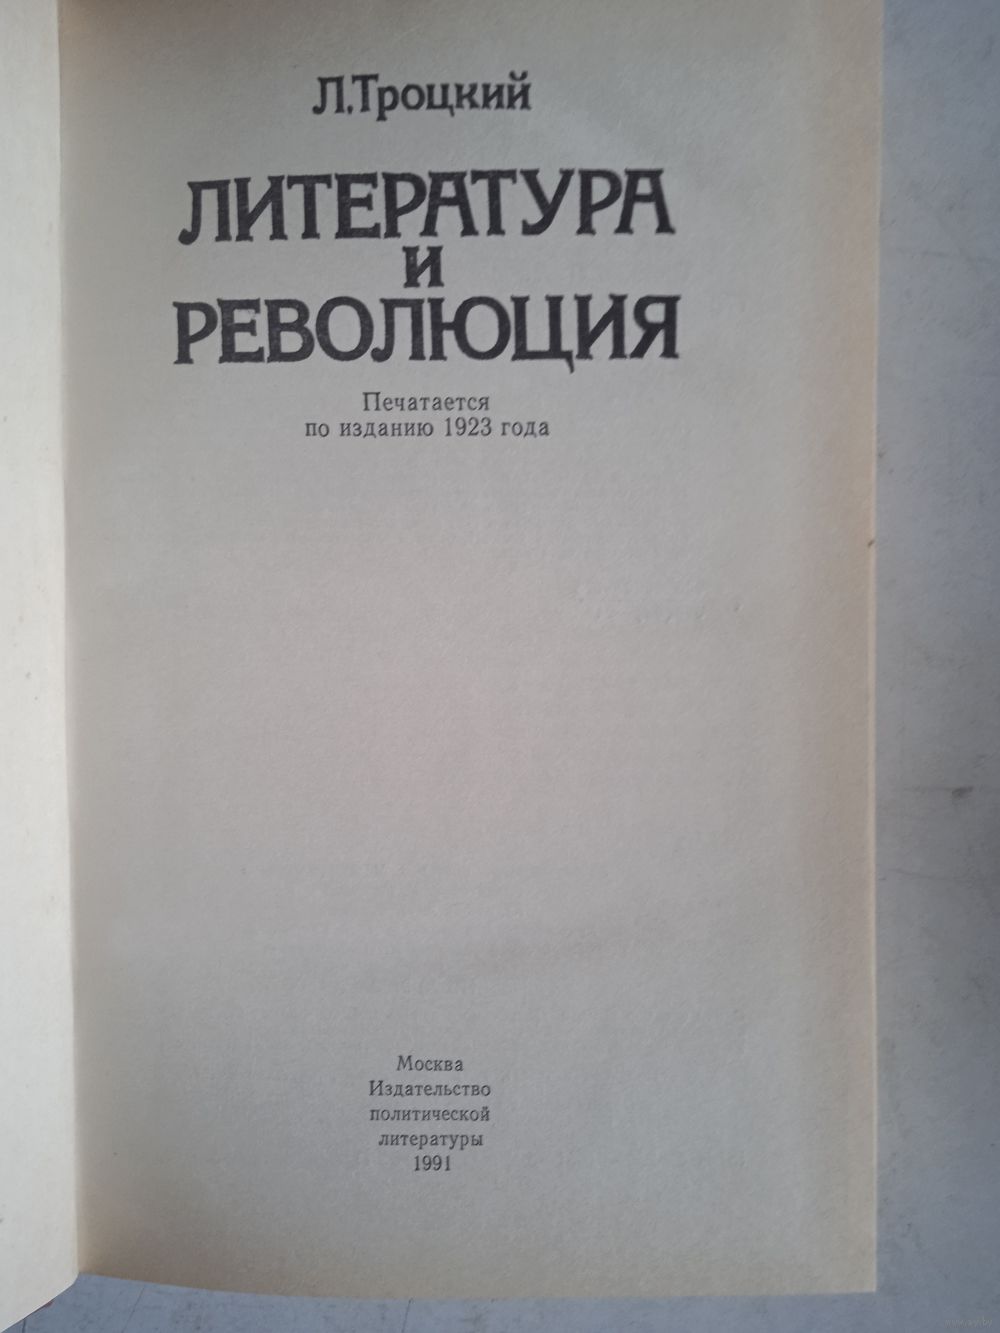 Л.Троцкий
ЛИТЕРАТУРА
И
РЕВОЛЮЦИЯ
Печатается
по изданию 1923 года
Москва
Издательство
политической
литературы
1991